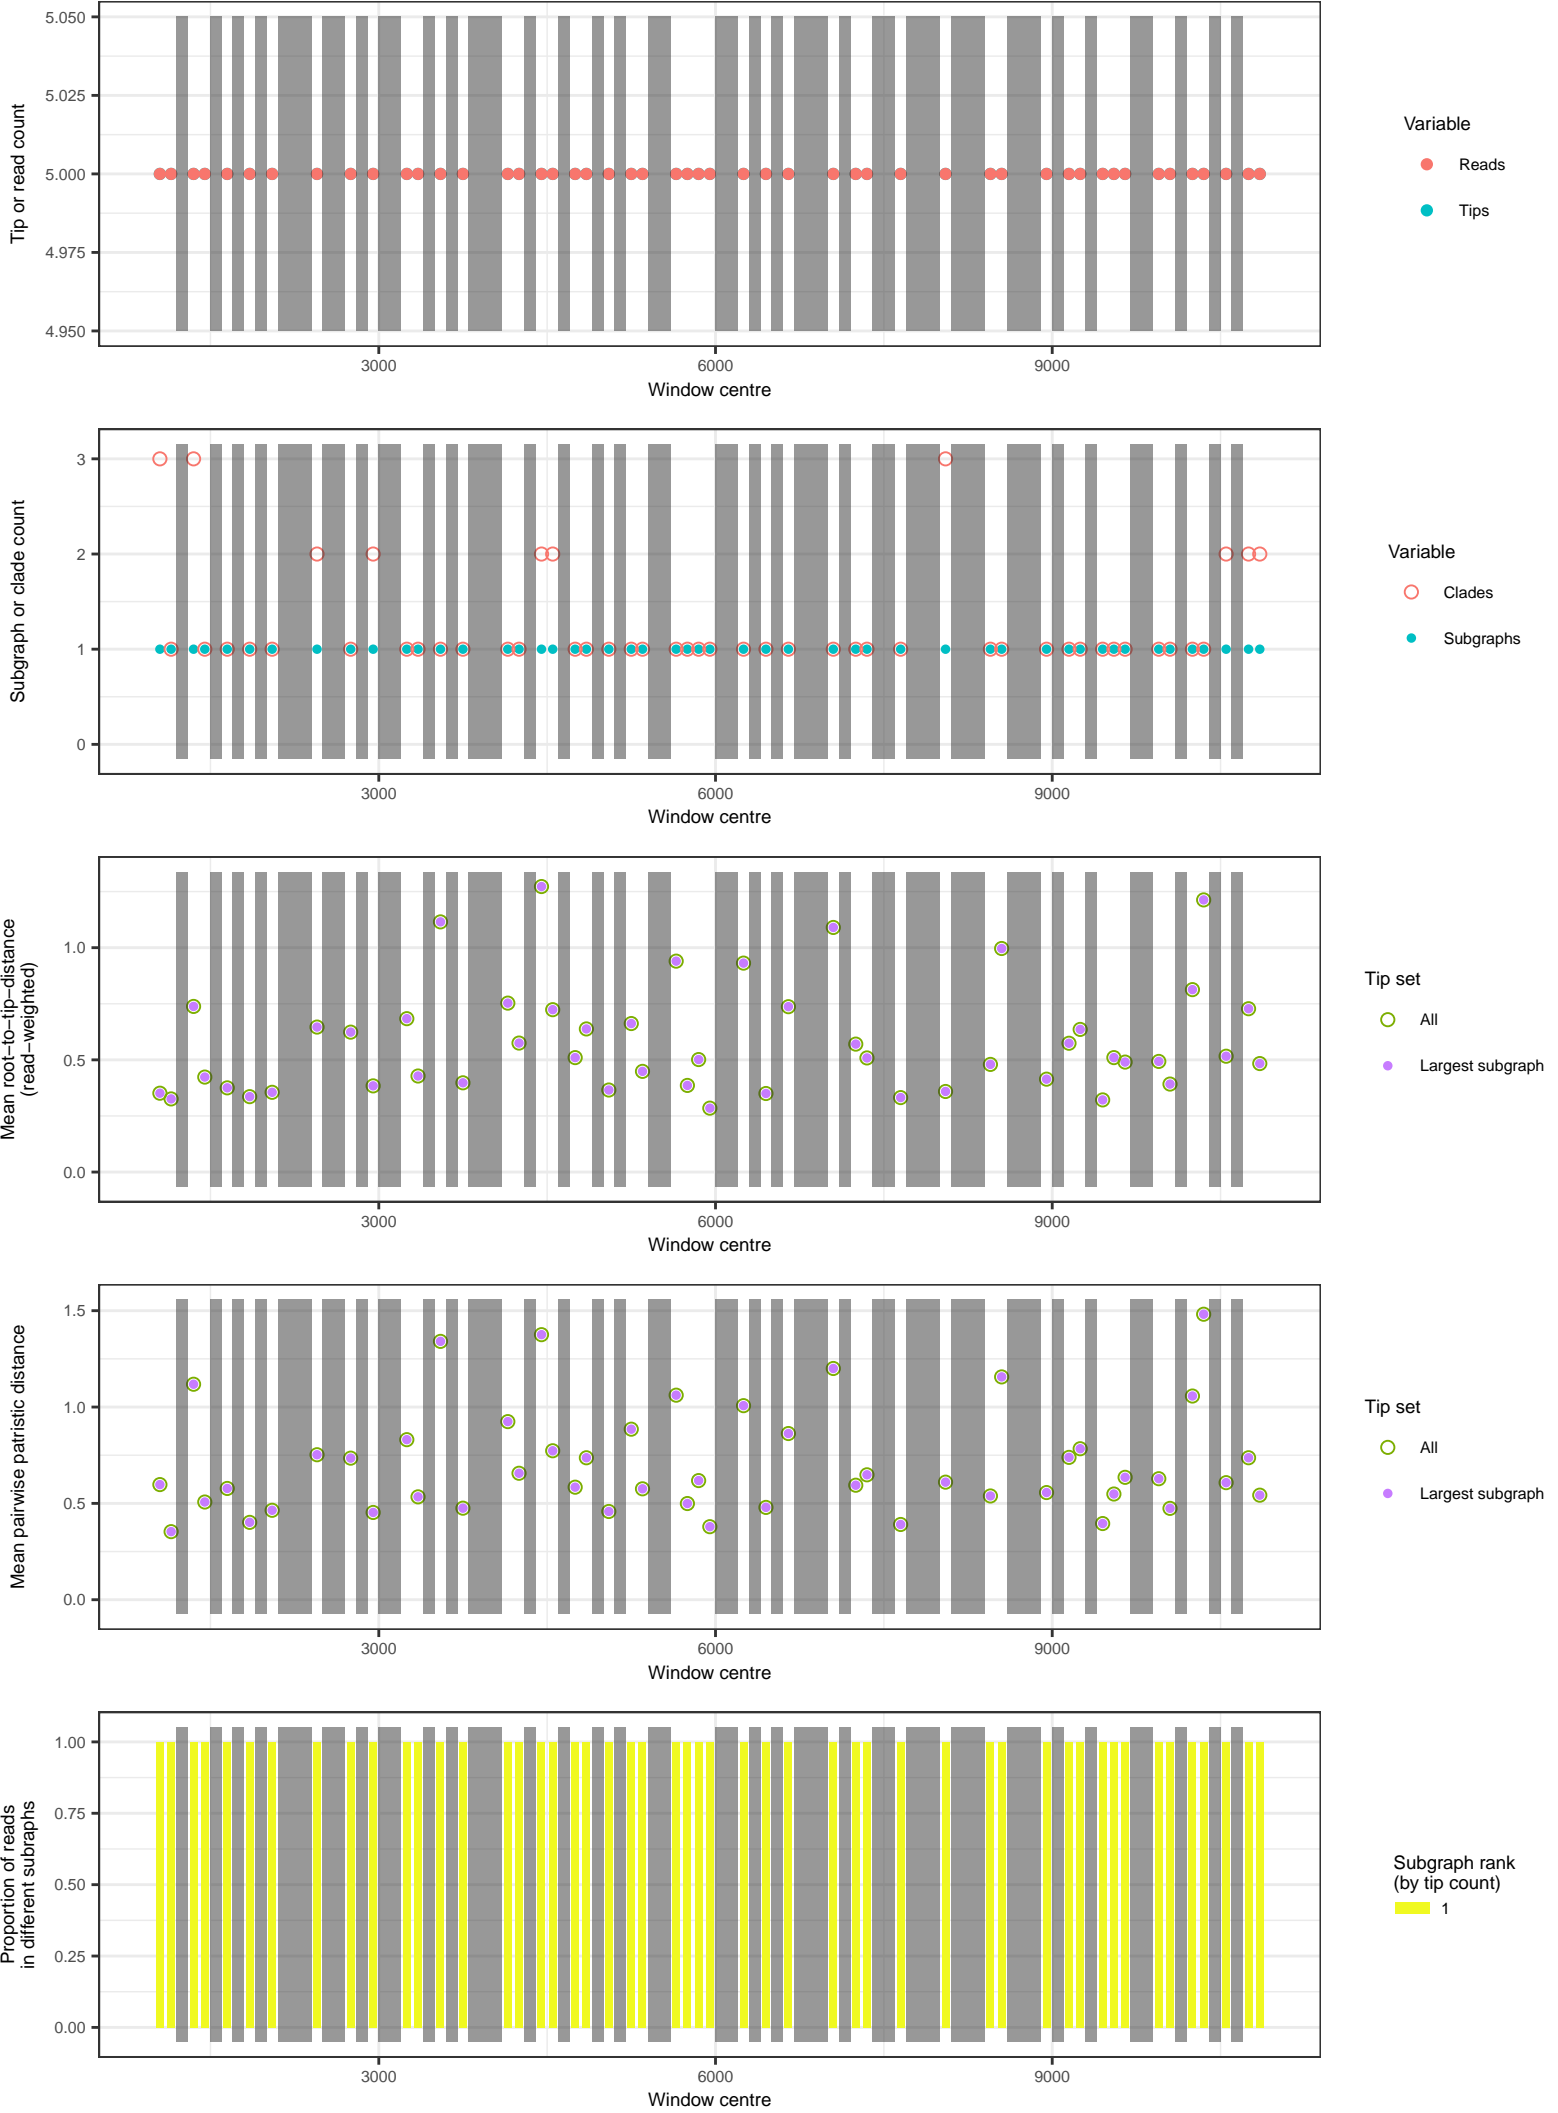 5.050
5.025
5.000
4.975
4.950
Tip or read count
3000
6000
9000
Window centre
Variable
Reads
Tips
3
2
1
0
Subgraph or clade count
3000
6000
9000
Window centre
Variable
Clades
Subgraphs
1.0
0.5
0.0
Mean root−to−tip−distance
(read−weighted)
3000
6000
9000
Window centre
Tip set
All
Largest subgraph
1.5
1.0
0.5
0.0
Mean pairwise patristic distance
3000
6000
9000
Window centre
Tip set
All
Largest subgraph
1.00
0.75
0.50
0.25
0.00
Proportion of reads
in different subraphs
3000
6000
9000
Window centre
Subgraph rank
(by tip count)
1